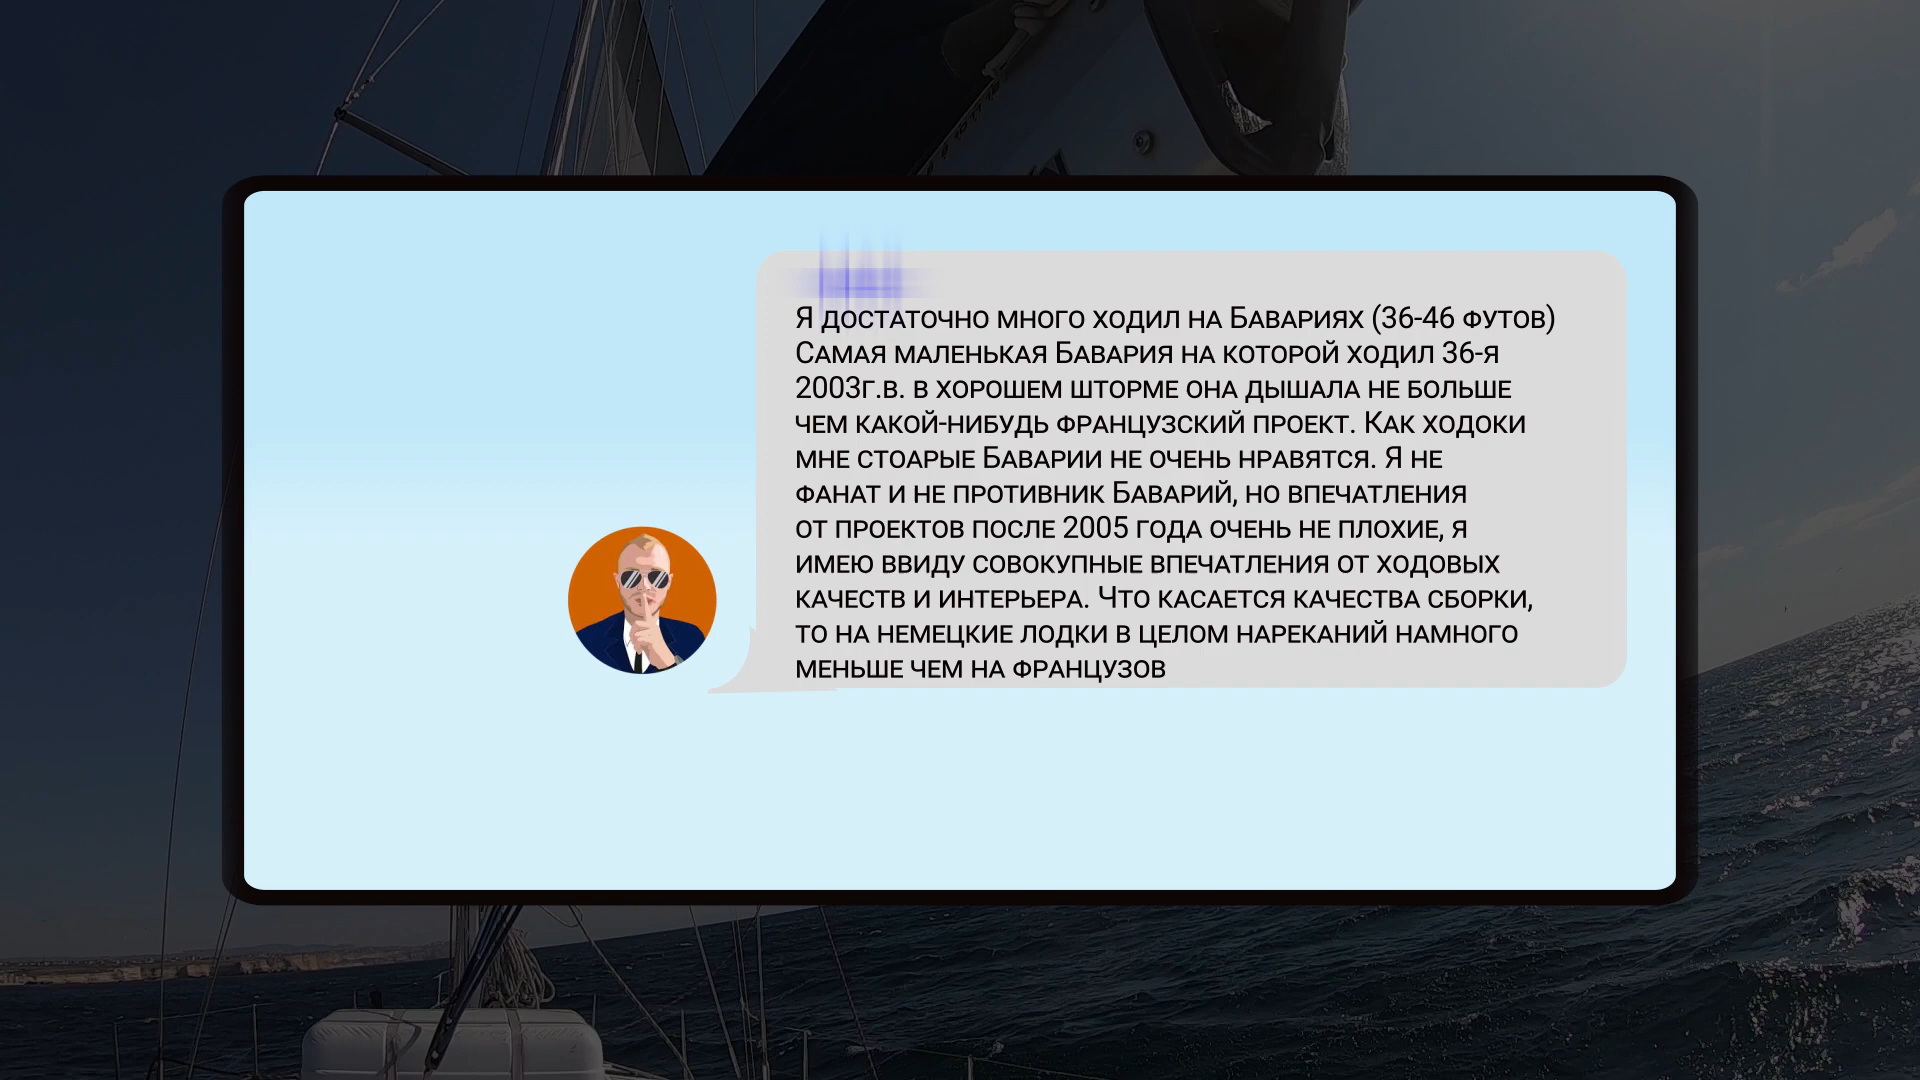 Я достаточно много ходил на Бавариях (36-46 футов)
Самая маленькая Бавария на которой ходил 36-я
2003г.в. в хорошем шторме она дышала не больше
чем какой-нибудь французский проект. Как ходоки
мне стоарые Баварии не очень нравятся. Я не
фанат и не противник Баварий, но впечатления
от проектов после 2005 года очень не плохие, я
имею ввиду совокупные впечатления от ходовых
качеств и интерьера. Что касается качества сборки,
то на немецкие лодки в целом нареканий намного
меньше чем на французов